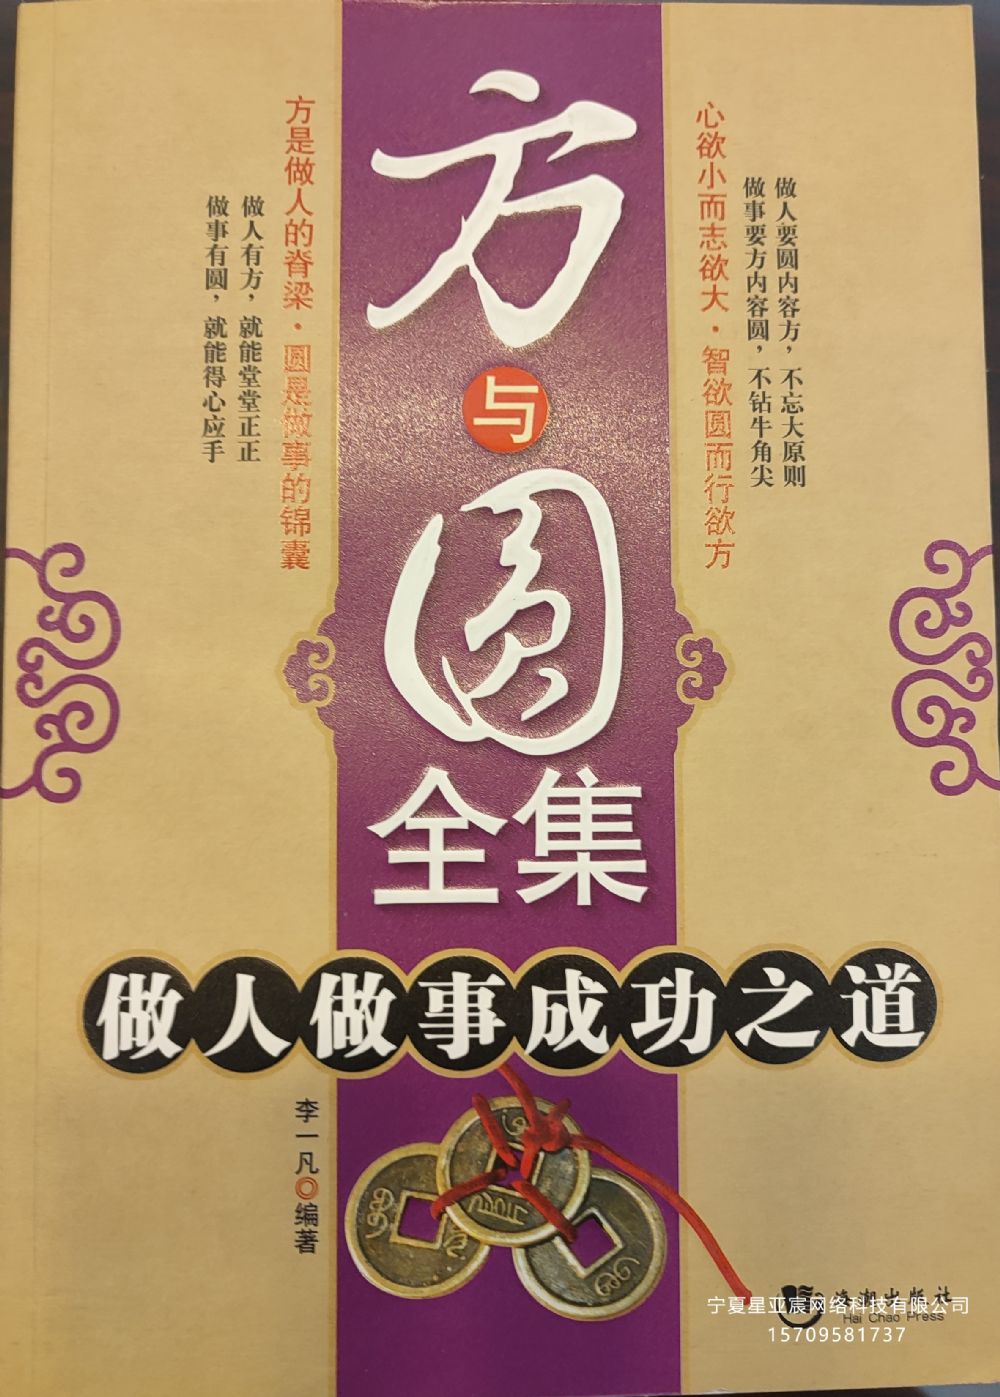 方
与
圆
全集
做人做事成功之道
做人要圆内容方，不忘大原则
做事要方内容圆，不钻牛角尖
心欲小而志欲大·智欲圆而行欲方
方是做人的脊梁·圆是做事的锦囊
做人有方，就能堂堂正正
做事有圆，就能得心应手
李一凡◎编著
海潮出版社
Hai Chao Press
宁夏星亚宸网络科技有限公司
15709581737